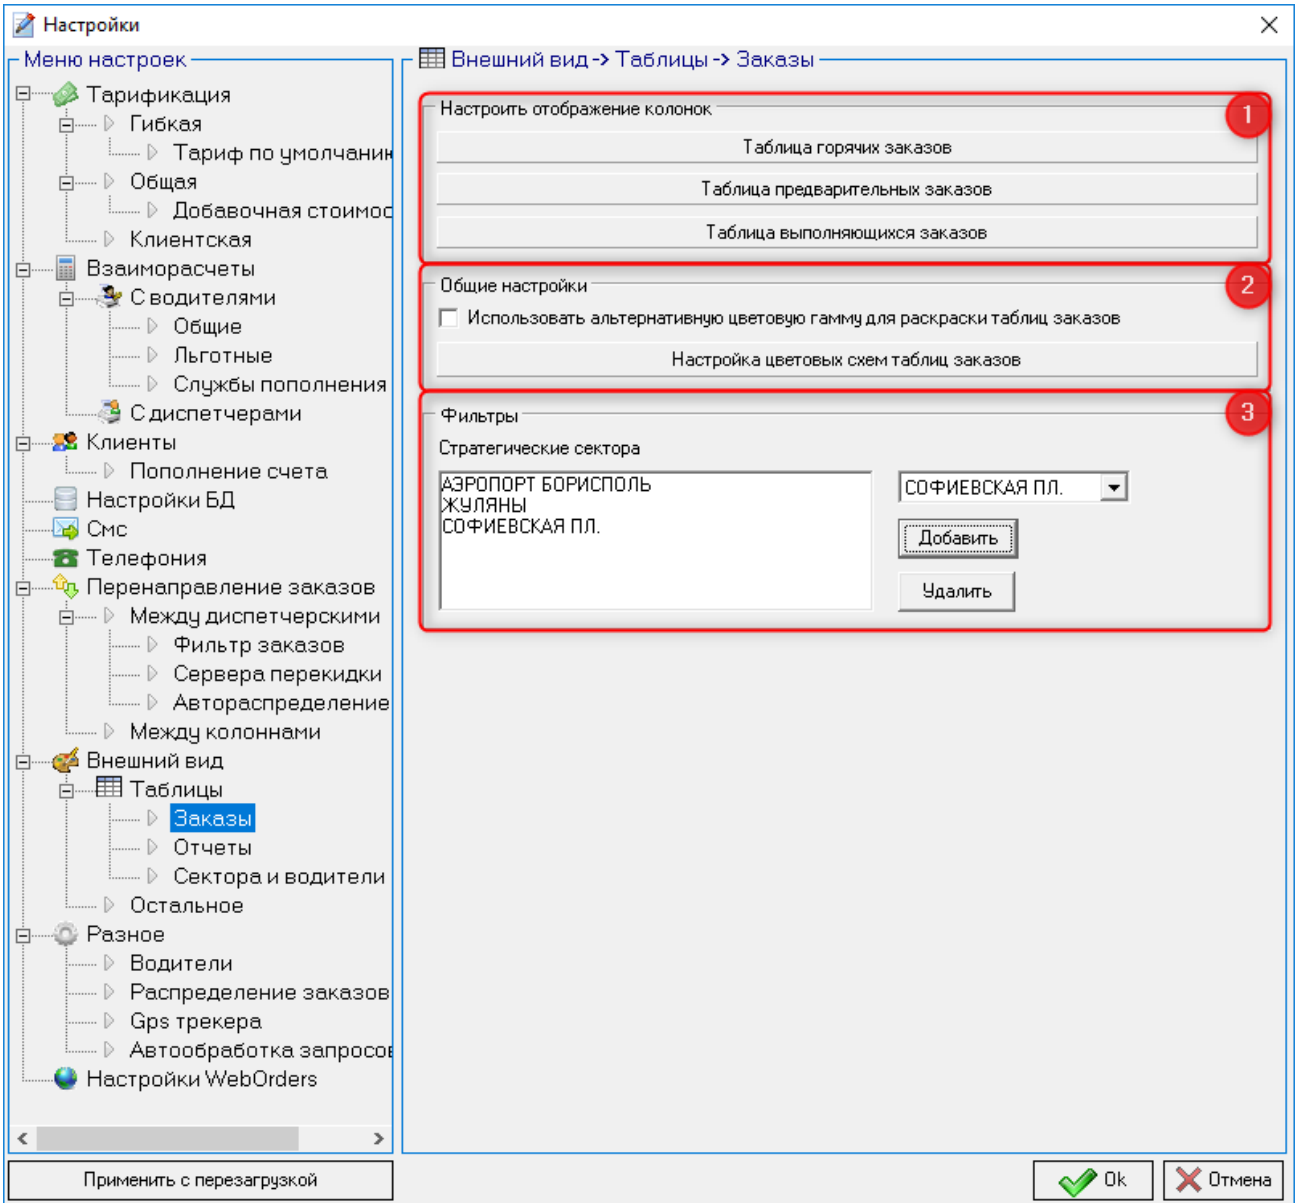 Настройки
Меню настроек
Тарификация
Гибкая
Тариф по умолчанию
Общая
Добавочная стоимос
Клиентская
Взаиморасчеты
С водителями
Общие
Льготные
Службы пополнения
С диспетчерами
Клиенты
Пополнение счета
Настройки БД
Смс
Телефония
Перенаправление заказов
Между диспетчерскими
Фильтр заказов
Сервера перекидки
Автораспределение
Между колоннами
Внешний вид
Таблицы
Заказы
Отчеты
Сектора и водители
Остальное
Разное
Водители
Распределение заказов
Gps трекера
Автообработка запросов
Настройки WebOrders
Применить с перезагрузкой
Внешний вид -> Таблицы -> Заказы
Настроить отображение колонок
1
Таблица горячих заказов
Таблица предварительных заказов
Таблица выполняющихся заказов
Общие настройки
2
Использовать альтернативную цветовую гамму для раскраски таблиц заказов
Настройка цветовых схем таблиц заказов
Фильтры
3
Стратегические сектора
АЭРОПОРТ БОРИСПОЛЬ
ЖУЛЯНЫ
СОФИЕВСКАЯ ПЛ.
СОФИЕВСКАЯ ПЛ.
Добавить
Удалить
Ok
Отмена